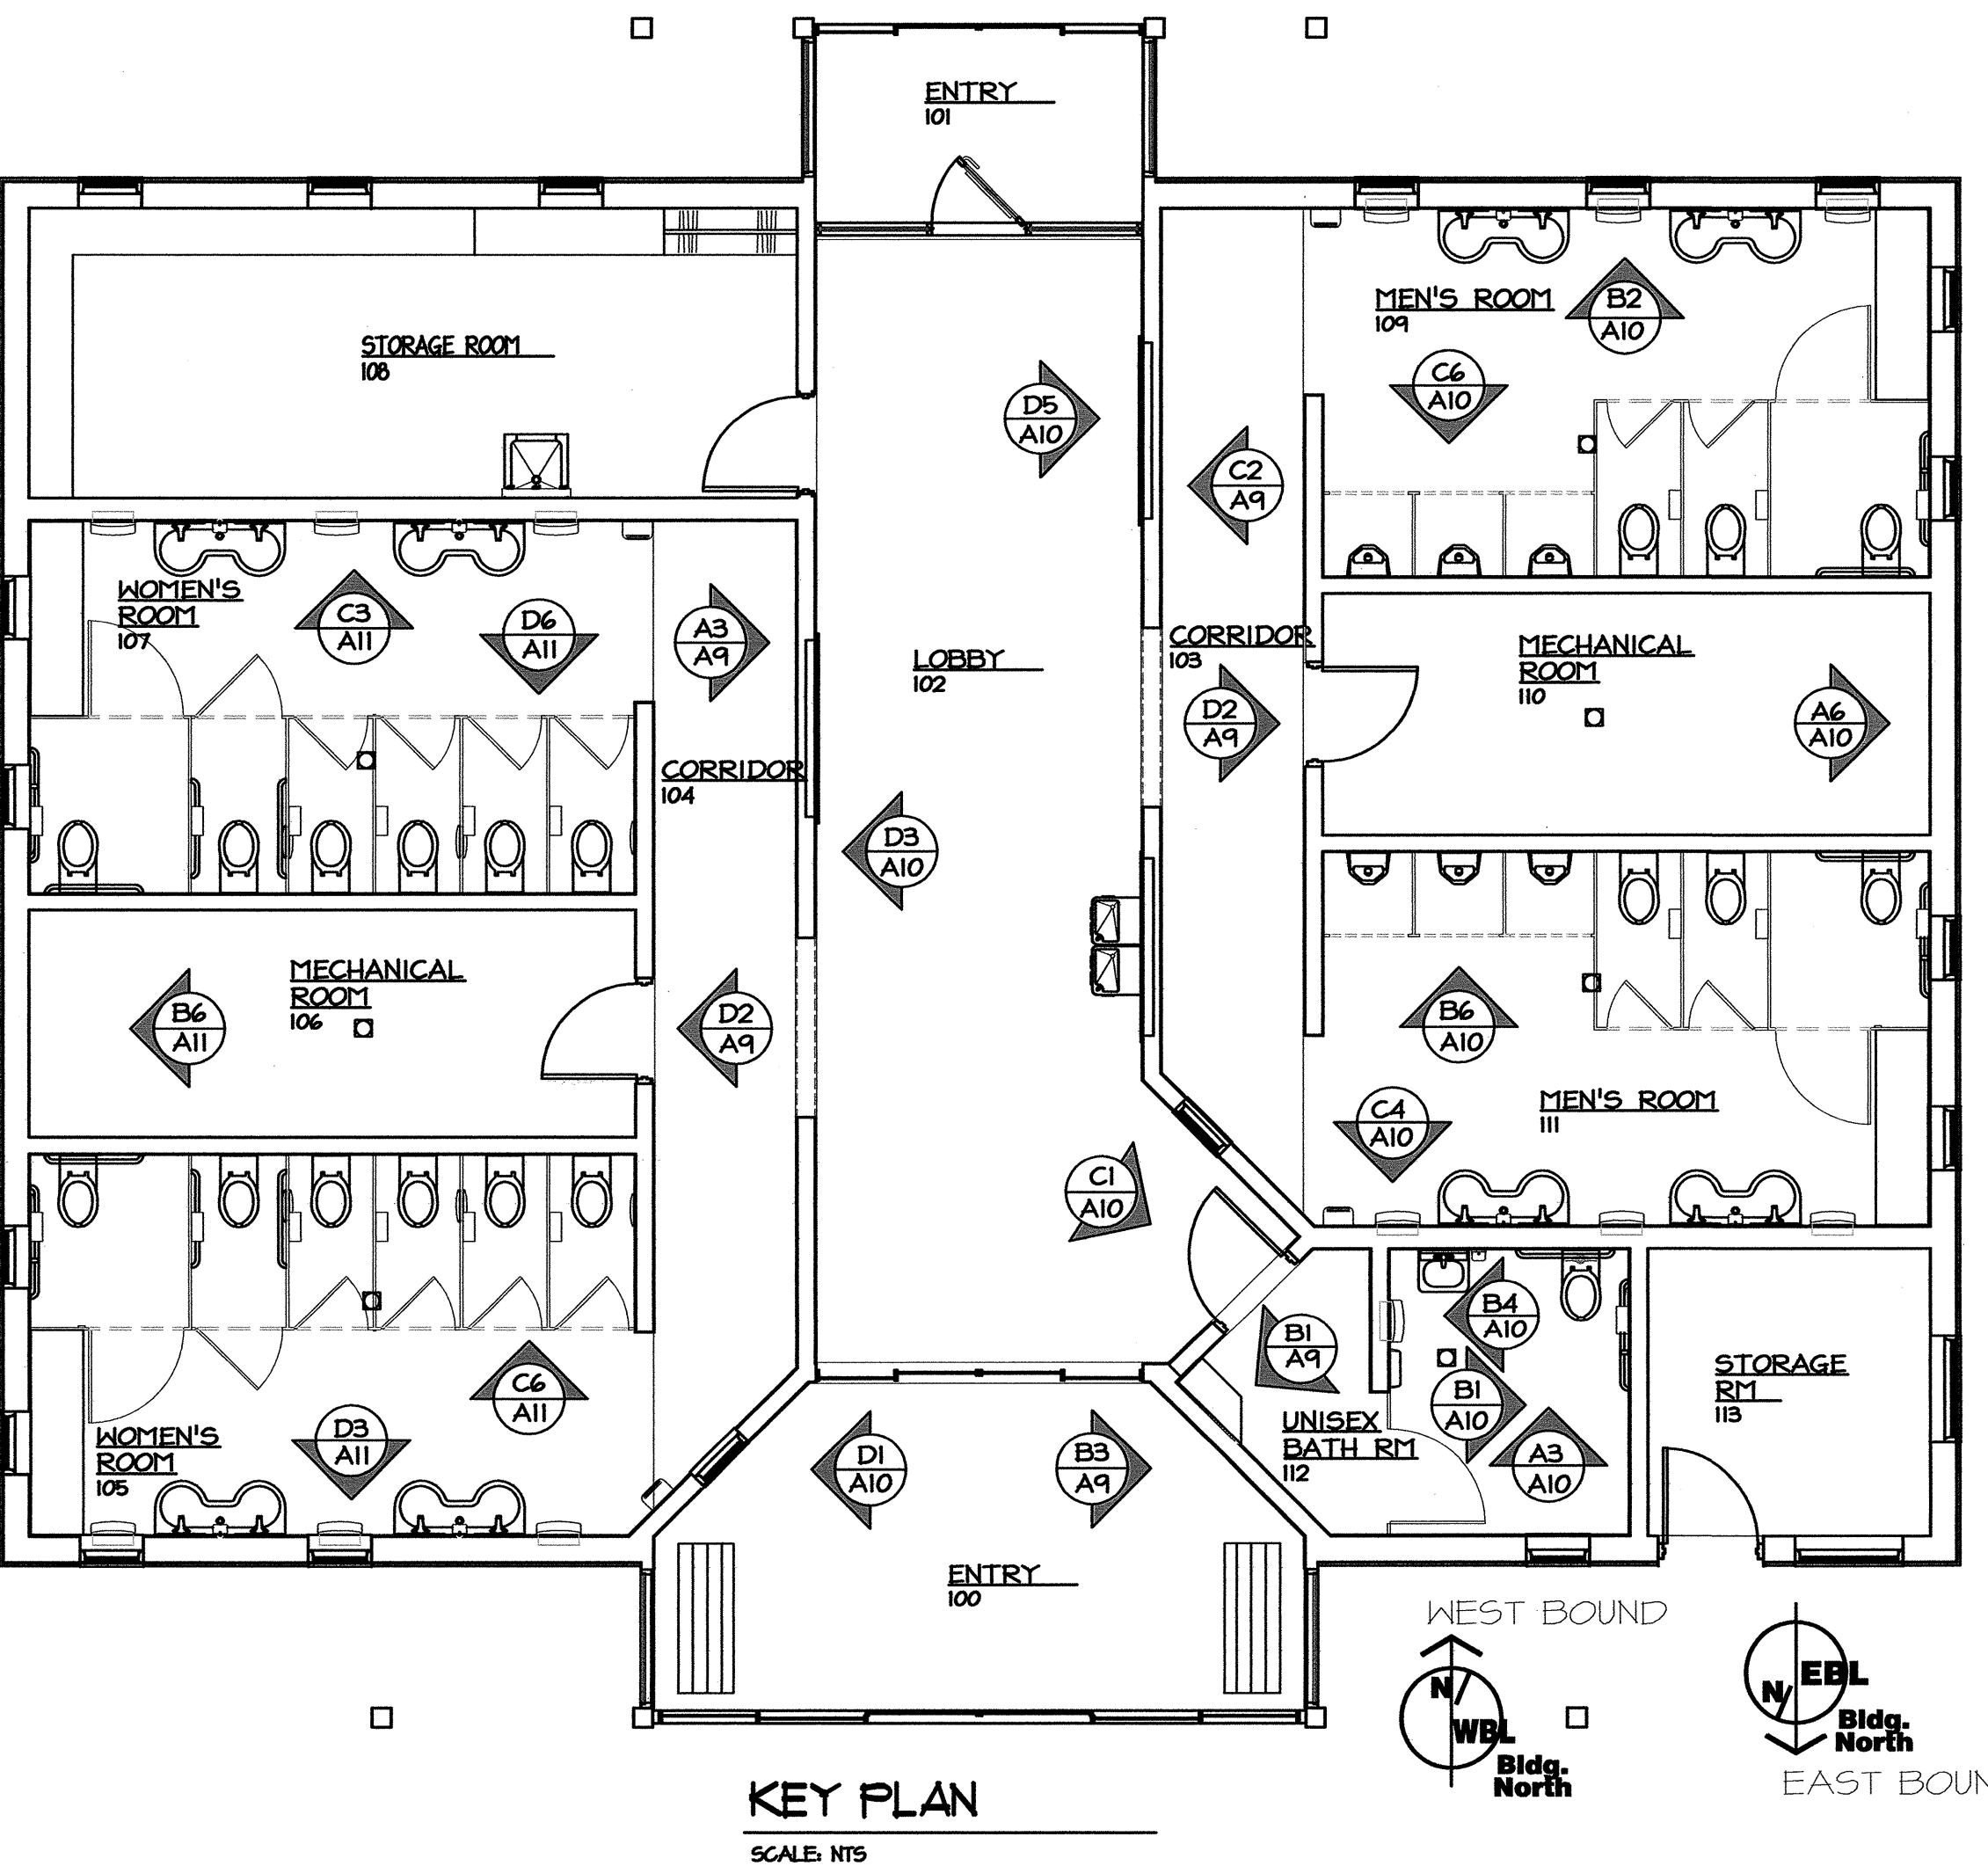 ENTRY
101
STORAGE ROOM
108
MEN'S ROOM
109
B2
A10
C6
A10
D5
A10
C2
A9
WOMEN'S
ROOM
107
C3
A11
D6
A11
A3
A9
LOBBY
102
CORRIDOR
103
MECHANICAL
ROOM
110
D2
A9
A6
A10
CORRIDOR
104
D3
A10
MECHANICAL
ROOM
106
B6
A11
D2
A9
B6
A10
MEN'S ROOM
111
C4
A10
C1
A10
B4
A10
B1
A9
B1
A10
A3
A10
STORAGE
RM
113
UNISEX
BATH RM
112
C6
A11
D3
A11
WOMEN'S
ROOM
105
D1
A10
B3
A9
ENTRY
100
WEST BOUND
N
WBL
Bldg.
North
N
EBL
Bldg.
North
EAST BOUN
KEY PLAN
SCALE: NTS